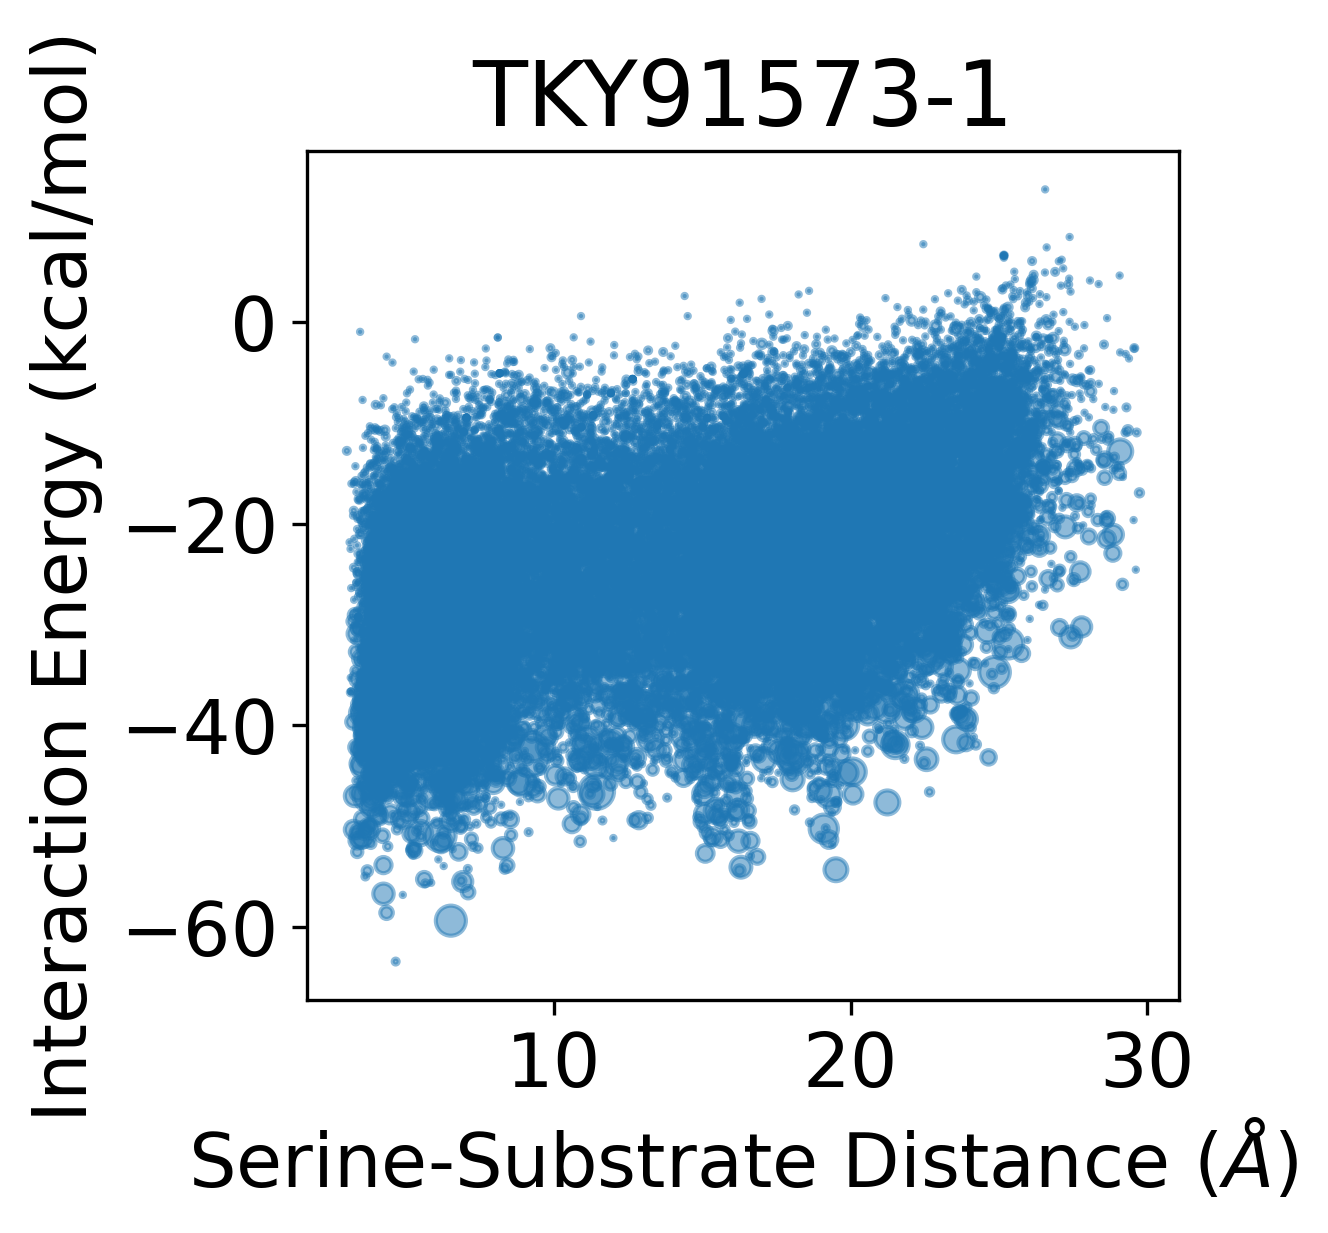 TKY91573-1
Interaction Energy (kcal/mol)
0
−20
−40
−60
10 20 30
Serine-Substrate Distance (Å)